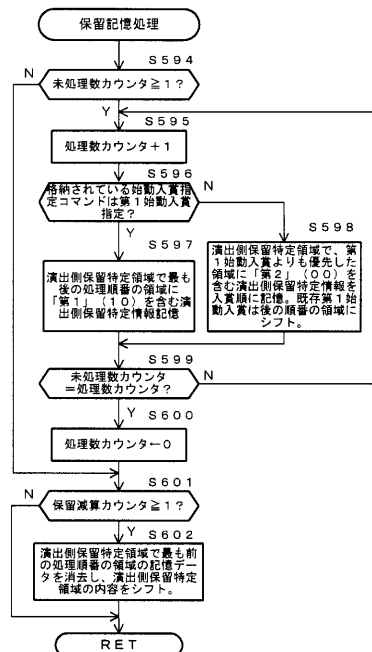 保留記憶処理
S594
N
未処理数カウンタ≧1?
Y
S595
処理数カウンタ+1
S596
格納されている始動入賞指
定コマンドは第1始動入賞
指定?
N
Y
S597
S598
演出側保留特定領域で最も
後の処理順番の領域に
「第1」(10)を含む演
出側保留特定情報記憶
演出側保留特定領域で、第
1始動入賞よりも優先した
領域に「第2」(00)を
含む演出側保留特定情報を
入賞順に記憶。既存第1始
動入賞は後の順番の領域に
シフト。
S599
未処理数カウンタ
=処理数カウンタ?
N
Y
S600
処理数カウンタ←0
S601
N
保留減算カウンタ≧1?
Y
S602
演出側保留特定領域で最も前
の処理順番の領域の記憶デー
タを消去し、演出側保留特定
領域の内容をシフト。
RET